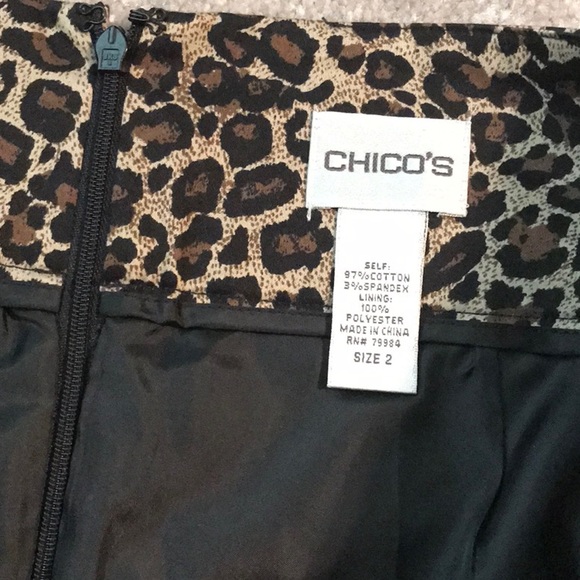 CHICO'S
SELF:
97%COTTON
3%SPANDEX
LINING:
100%
POLYESTER
MADE IN CHINA
RN# 79984
SIZE 2